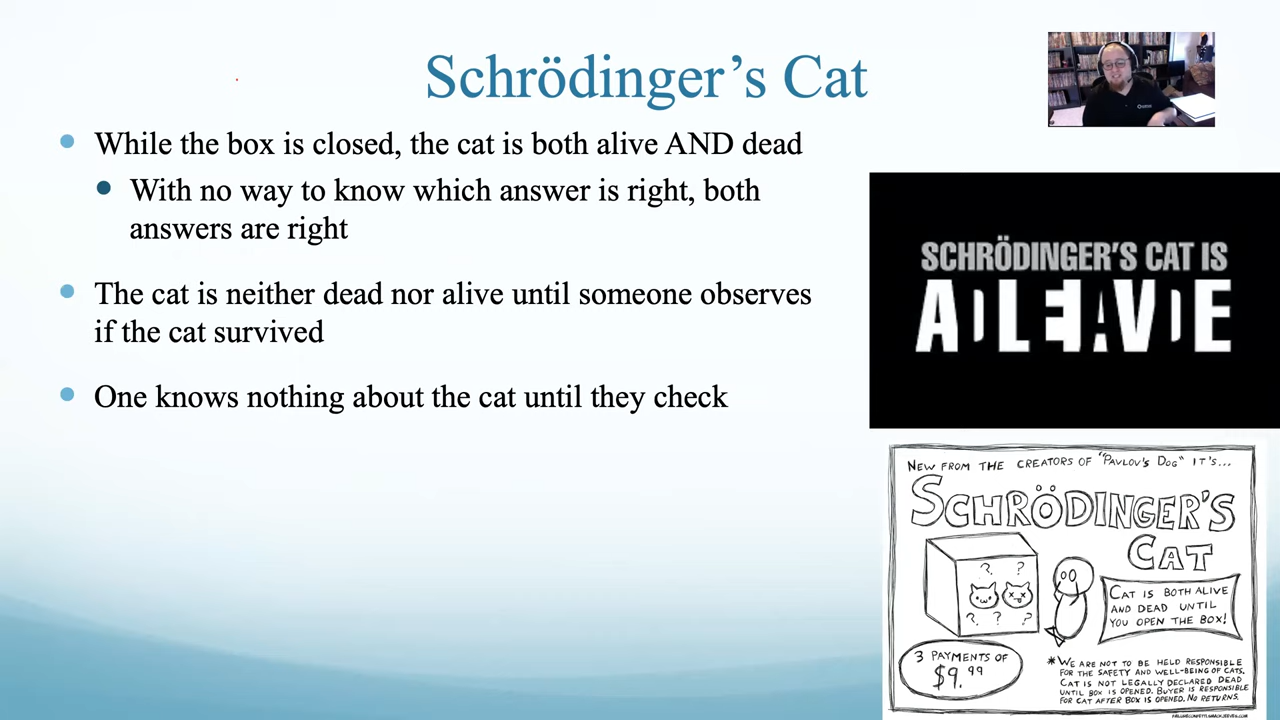 Schrödinger’s Cat
While the box is closed, the cat is both alive AND dead
With no way to know which answer is right, both
answers are right
The cat is neither dead nor alive until someone observes
if the cat survived
One knows nothing about the cat until they check
SCHRÖDINGER'S CAT IS
NEW FROM THE CREATORS OF "PAVLOV'S DOG" IT'S...
SCHRÖDINGER'S
CAT
? ?
? ? ?
CAT IS BOTH ALIVE
AND DEAD UNTIL
YOU OPEN THE BOX!
3 PAYMENTS OF
$9.99
*WE ARE NOT TO BE HELD RESPONSIBLE
FOR THE SAFETY AND WELL-BEING OF CATS.
CAT IS NOT LEGALLY DECLARED DEAD
UNTIL BOX IS OPENED. BUYER IS RESPONSIBLE
FOR CAT AFTER BOX IS OPENED. NO RETURNS.